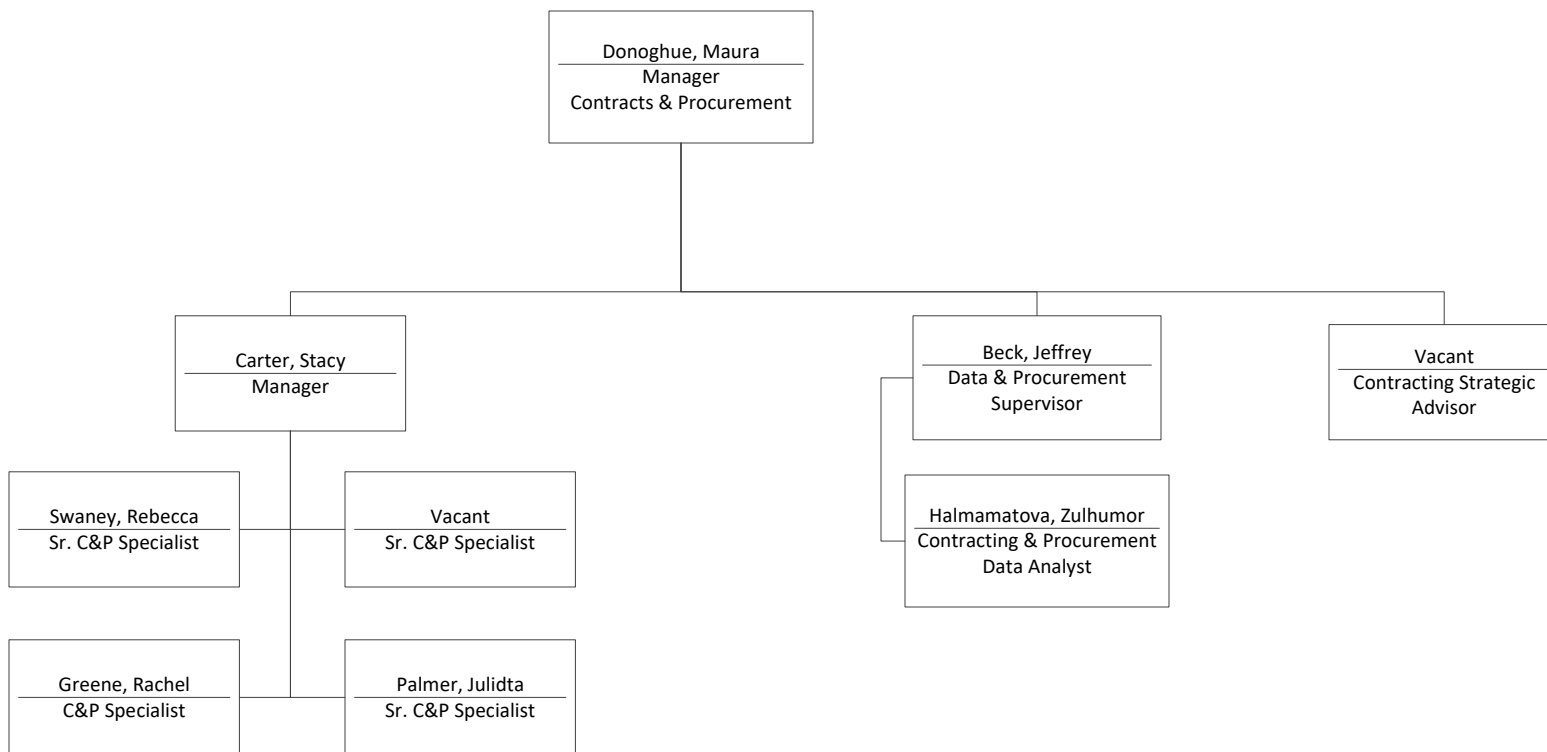 Donoghue, Maura
Manager
Contracts & Procurement
Carter, Stacy
Manager
Beck, Jeffrey
Data & Procurement
Supervisor
Vacant
Contracting Strategic
Advisor
Swaney, Rebecca
Sr. C&P Specialist
Vacant
Sr. C&P Specialist
Halmamatova, Zulhumor
Contracting & Procurement
Data Analyst
Greene, Rachel
C&P Specialist
Palmer, Julidta
Sr. C&P Specialist